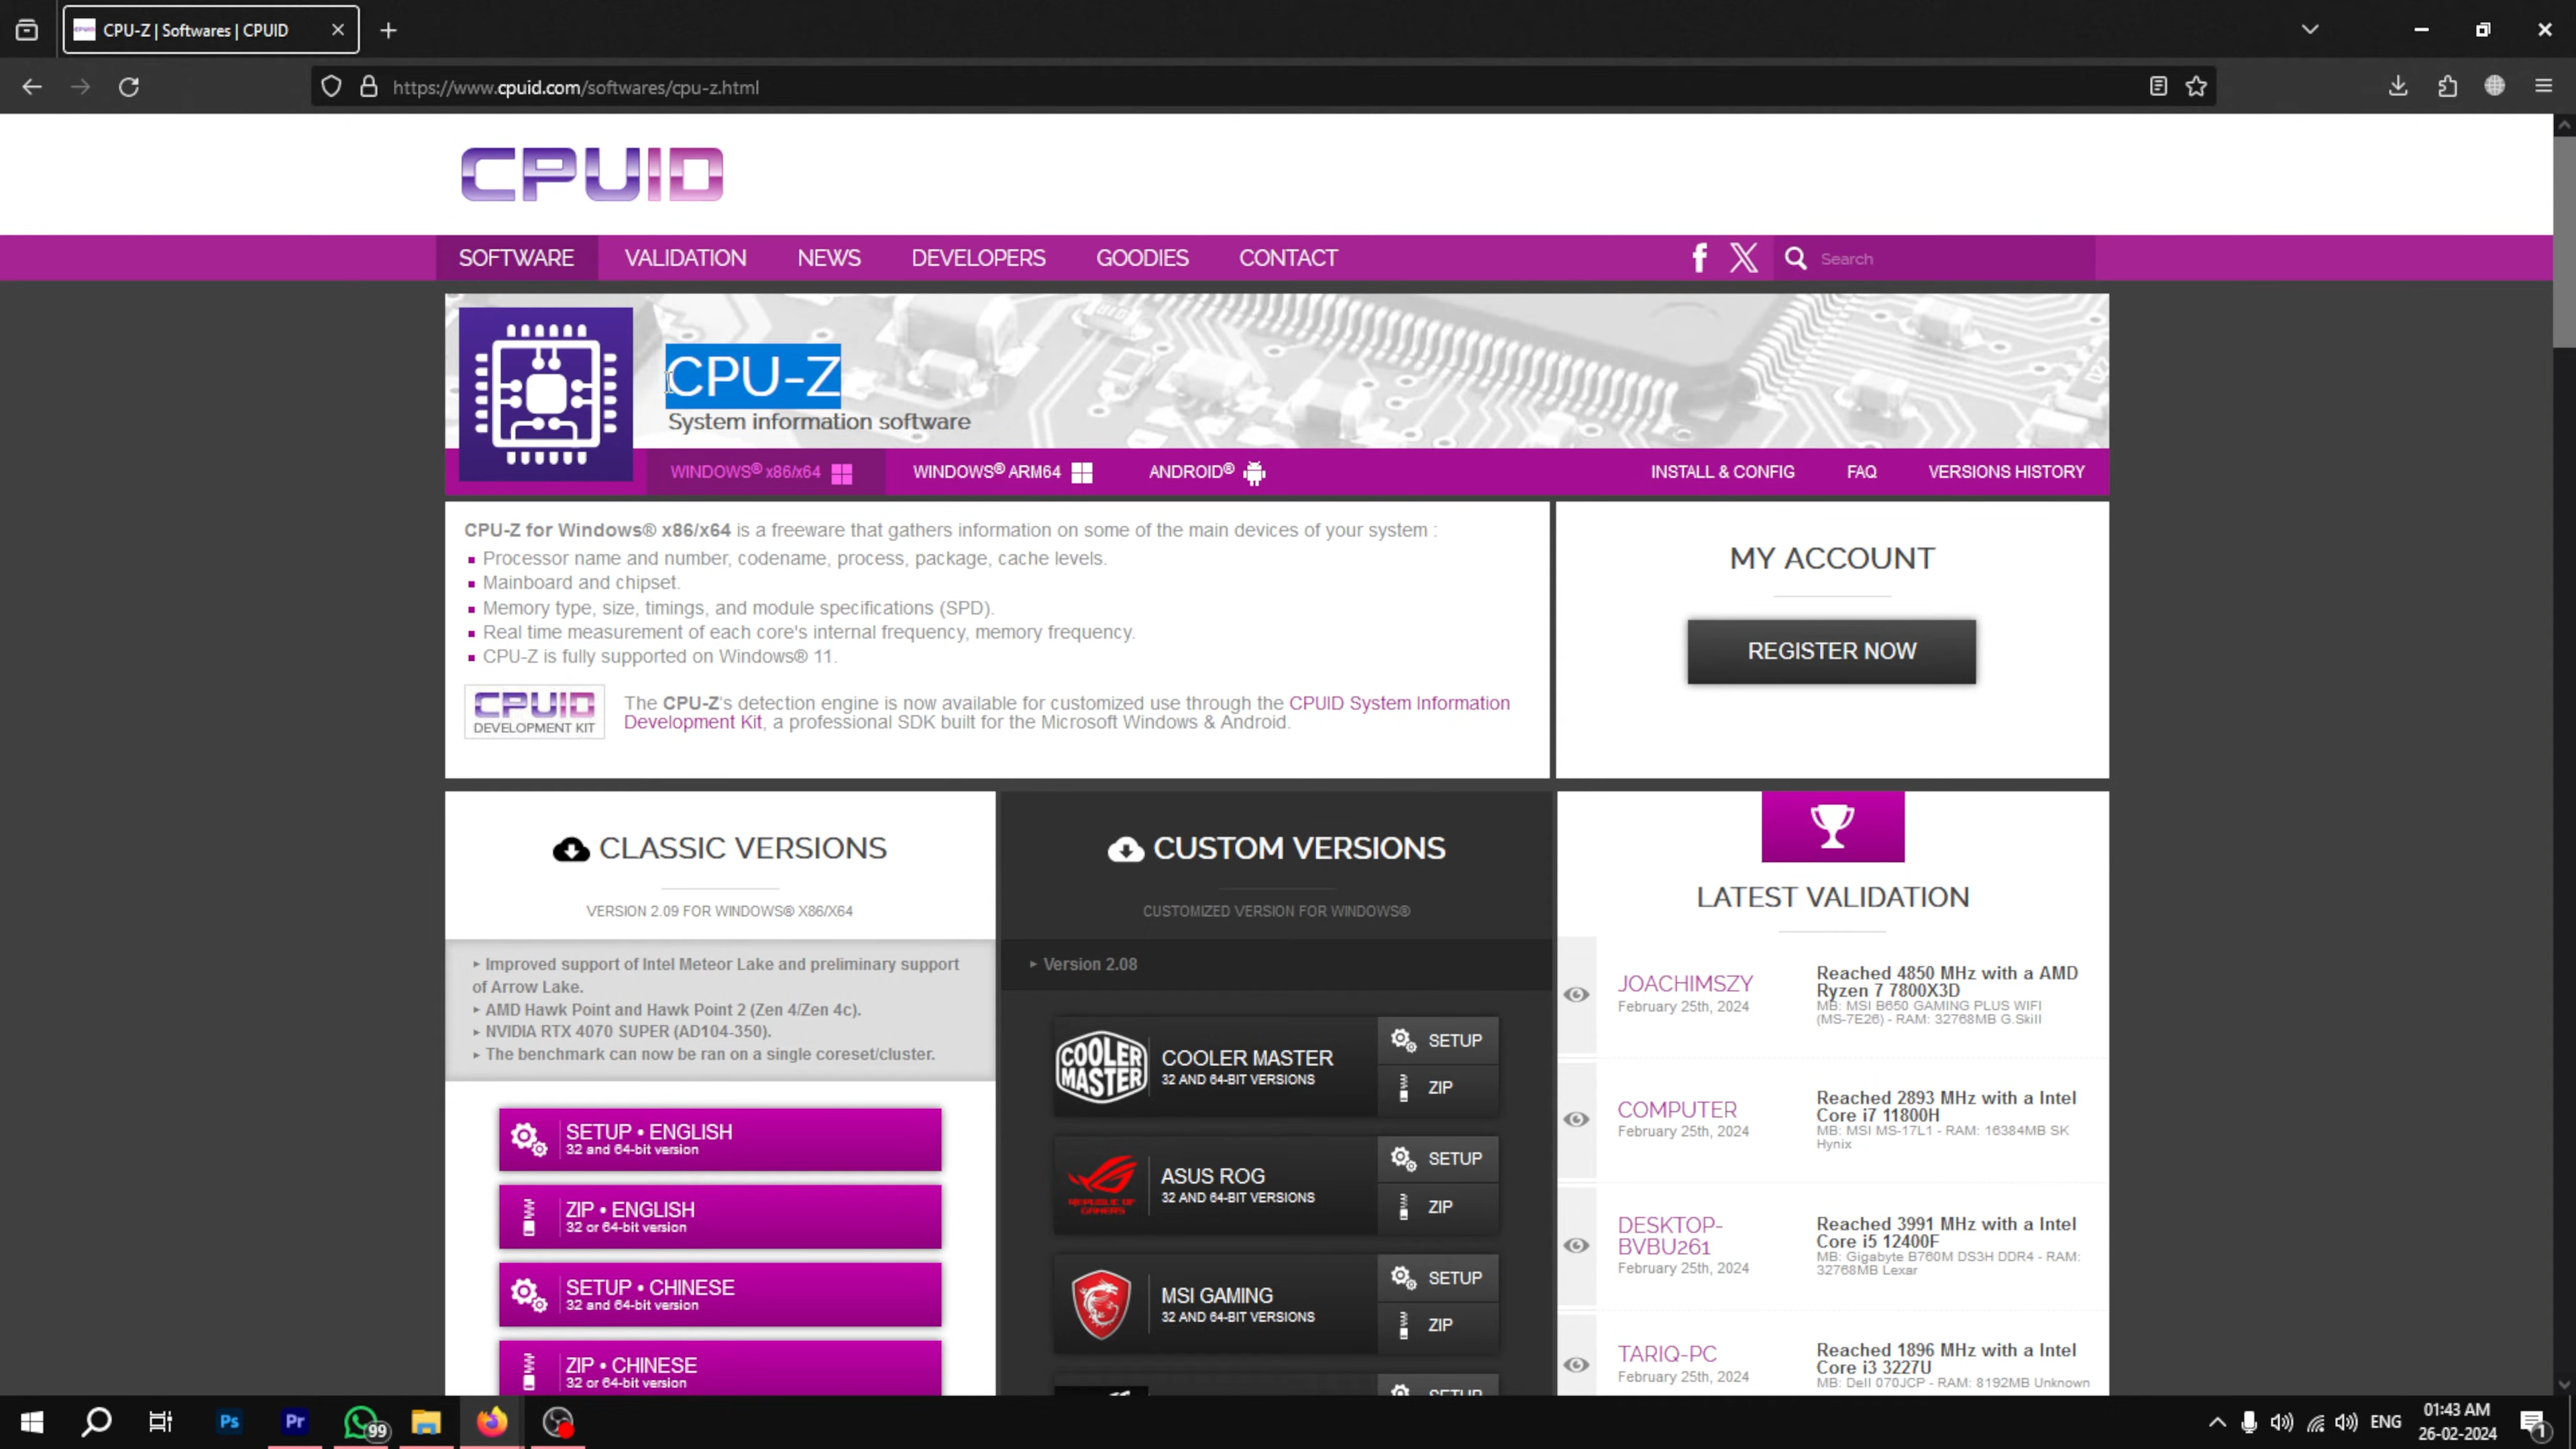 CPU-Z | Softwares | CPUID
https://www.cpuid.com/softwares/cpu-z.html
CPUID
SOFTWARE
VALIDATION
NEWS
DEVELOPERS
GOODIES
CONTACT
Search
CPU-Z
System information software
WINDOWS® x86/x64
WINDOWS® ARM64
ANDROID®
INSTALL & CONFIG
FAQ
VERSIONS HISTORY
CPU-Z for Windows® x86/x64 is a freeware that gathers information on some of the main devices of your system :
Processor name and number, codename, process, package, cache levels.
Mainboard and chipset.
Memory type, size, timings, and module specifications (SPD).
Real time measurement of each core's internal frequency, memory frequency.
CPU-Z is fully supported on Windows® 11.
CPUID
DEVELOPMENT KIT
The CPU-Z's detection engine is now available for customized use through the CPUID System Information
Development Kit, a professional SDK built for the Microsoft Windows & Android.
MY ACCOUNT
REGISTER NOW
CLASSIC VERSIONS
VERSION 2.09 FOR WINDOWS® X86/X64
Improved support of Intel Meteor Lake and preliminary support
of Arrow Lake.
AMD Hawk Point and Hawk Point 2 (Zen 4/Zen 4c).
NVIDIA RTX 4070 SUPER (AD104-350).
The benchmark can now be ran on a single coreset/cluster.
SETUP • ENGLISH
32 and 64-bit version
ZIP • ENGLISH
32 or 64-bit version
SETUP • CHINESE
32 and 64-bit version
ZIP • CHINESE
32 or 64-bit version
CUSTOM VERSIONS
CUSTOMIZED VERSION FOR WINDOWS®
Version 2.08
COOLER
MASTER
COOLER MASTER
32 AND 64-BIT VERSIONS
SETUP
ZIP
REPUBLIC OF
GAMERS
ASUS ROG
32 AND 64-BIT VERSIONS
SETUP
ZIP
MSI GAMING
32 AND 64-BIT VERSIONS
SETUP
ZIP
SETUP
LATEST VALIDATION
JOACHIMSZY
February 25th, 2024
Reached 4850 MHz with a AMD
Ryzen 7 7800X3D
MB: MSI B650 GAMING PLUS WIFI
(MS-7E26) - RAM: 32768MB G.Skill
COMPUTER
February 25th, 2024
Reached 2893 MHz with a Intel
Core i7 11800H
MB: MSI MS-17L1 - RAM: 16384MB SK
Hynix
DESKTOP-
BVBU261
February 25th, 2024
Reached 3991 MHz with a Intel
Core i5 12400F
MB: Gigabyte B760M DS3H DDR4 - RAM:
32768MB Lexar
TARIQ-PC
February 25th, 2024
Reached 1896 MHz with a Intel
Core i3 3227U
MB: Dell 070JCP - RAM: 8192MB Unknown
Ps
Pr
99
ENG
01:43 AM
26-02-2024
1